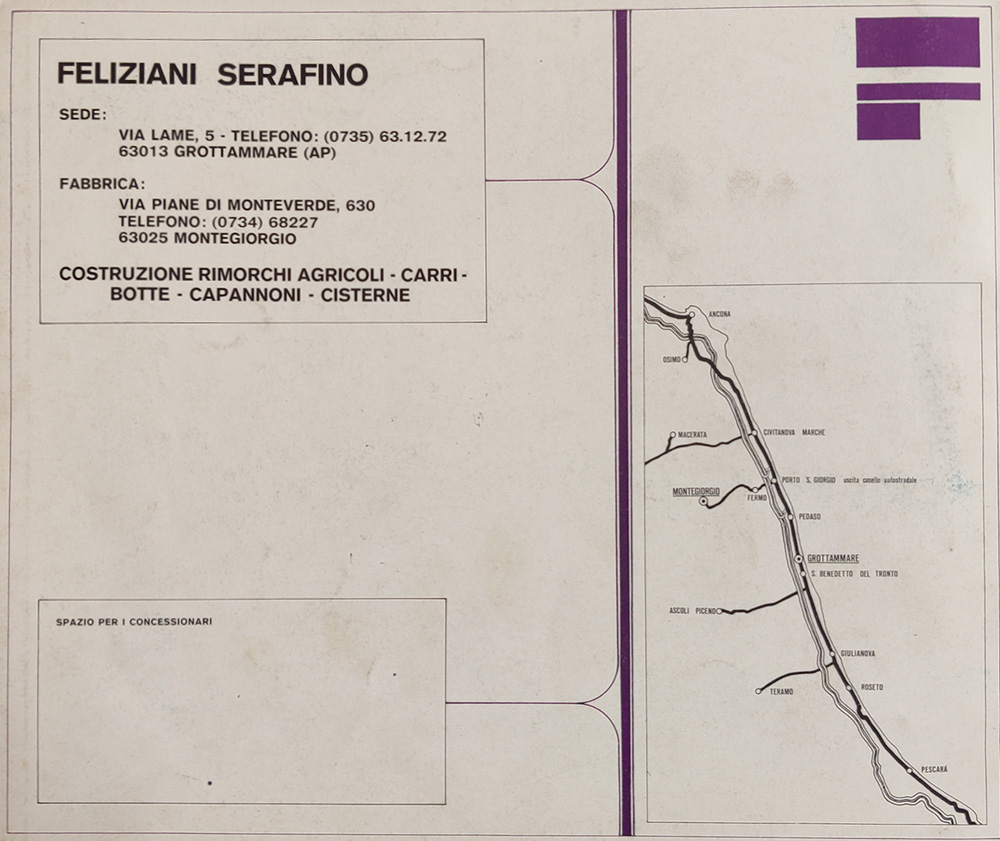 FELIZIANI SERAFINO
SEDE:
VIA LAME, 5 - TELEFONO: (0735) 63.12.72
63013 GROTTAMMARE (AP)
FABBRICA:
VIA PIANE DI MONTEVERDE, 630
TELEFONO: (0734) 68227
63025 MONTEGIORGIO
COSTRUZIONE RIMORCHI AGRICOLI - CARRI -
BOTTE - CAPANNONI - CISTERNE
SPAZIO PER I CONCESSIONARI
ANCONA
OSIMO
CIVITANOVA MARCHE
MACERATA
PORTO S. GIORGIO uscita casello autostradale
MONTEGIORGIO
FERMO
PEDASO
GROTTAMMARE
S. BENEDETTO DEL TRONTO
ASCOLI PICENO
GIULIANOVA
ROSETO
TERAMO
PESCARA